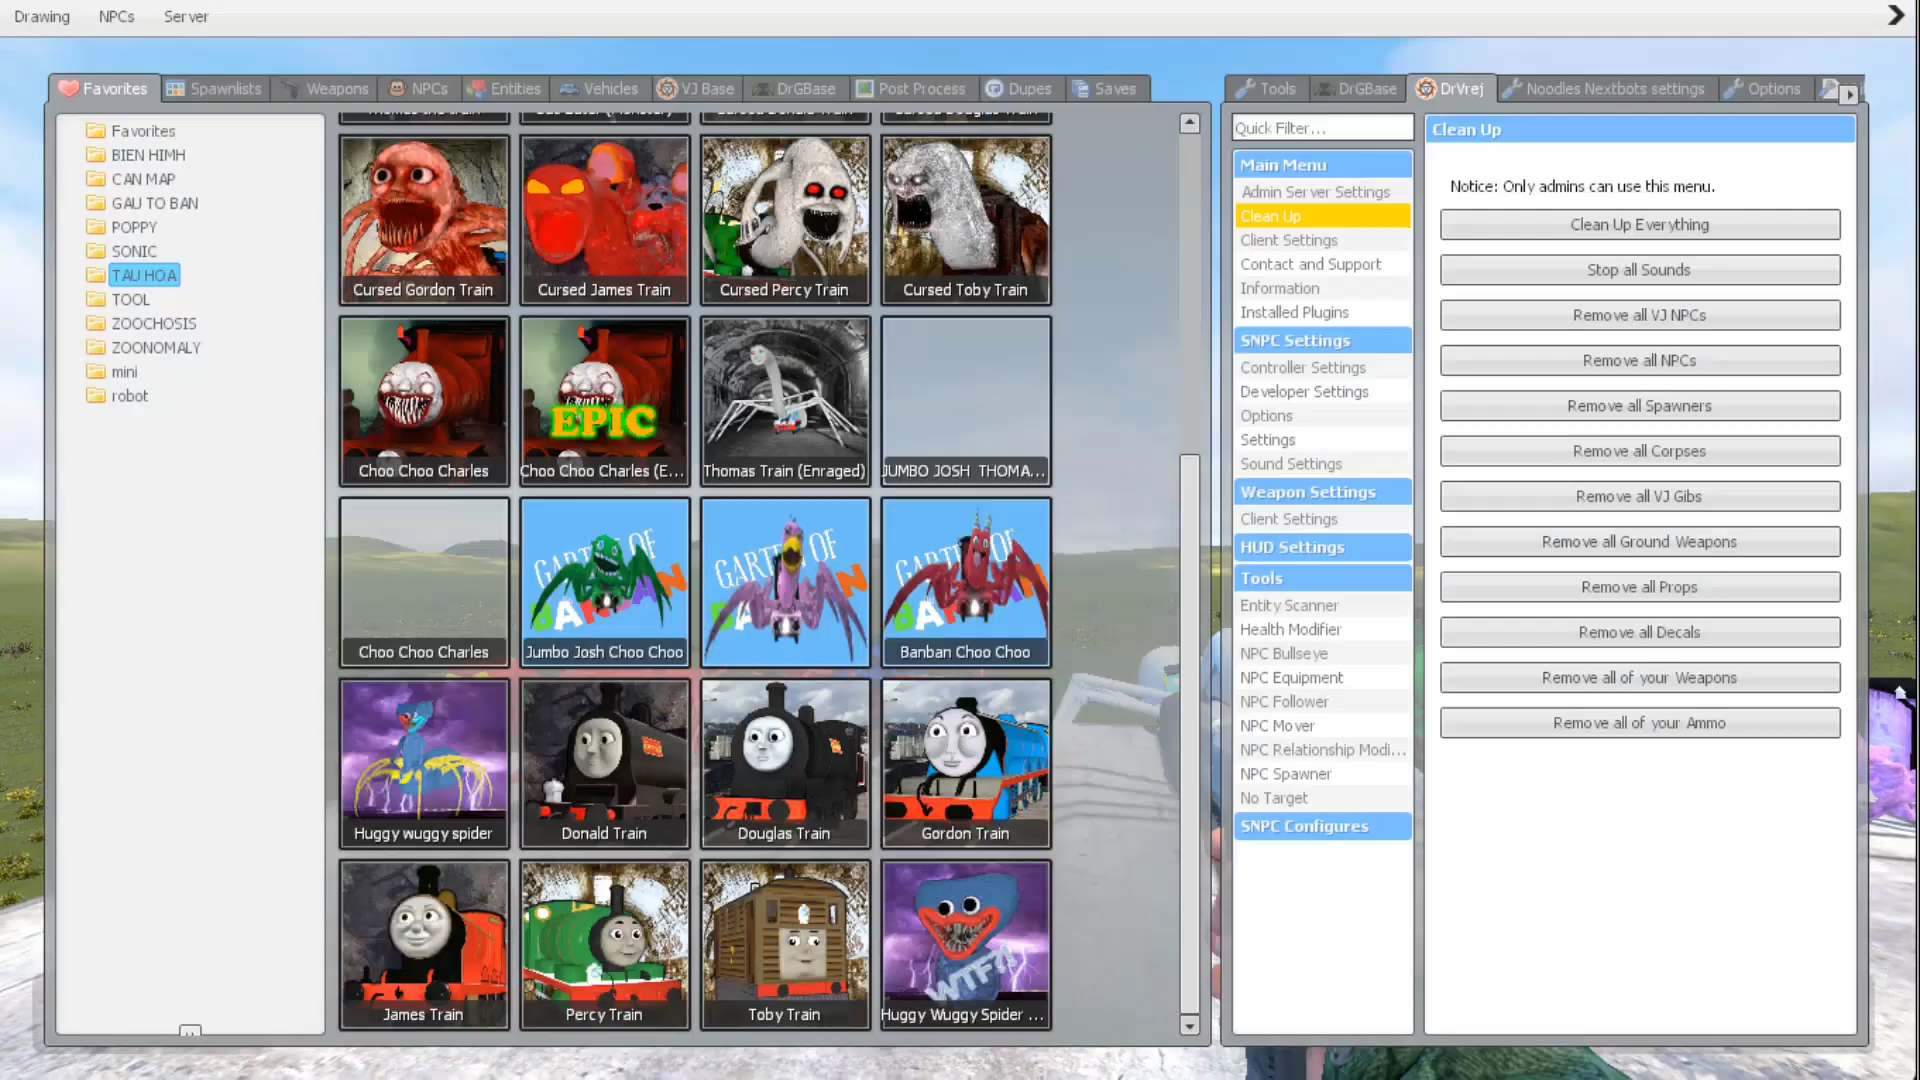 Drawing NPCs Server
Favorites Spawnlists Weapons NPCs Entities Vehicles VJ Base DrGBase Post Process Dupes Saves
Favorites
BIEN HIMH
CAN MAP
GAU TO BAN
POPPY
SONIC
TAU HOA
TOOL
ZOOCHOSIS
ZOONOMALY
mini
robot
Cursed Gordon Train
Cursed James Train
Cursed Percy Train
Cursed Toby Train
Choo Choo Charles
EPIC
Choo Choo Charles (E...
Thomas Train (Enraged)
JUMBO JOSH THOMA...
Choo Choo Charles
GARTEN OF
BANBAN
Jumbo Josh Choo Choo
GARTEN OF
GARTEN OF
BANBAN
Banban Choo Choo
Huggy wuggy spider
Donald Train
Douglas Train
Gordon Train
James Train
Percy Train
Toby Train
WTF?!
Huggy Wuggy Spider ...
Tools DrGBase DrVrej Noodles Nextbots settings Options
Quick Filter...
Main Menu
Admin Server Settings
Clean Up
Client Settings
Contact and Support
Information
Installed Plugins
SNPC Settings
Controller Settings
Developer Settings
Options
Settings
Sound Settings
Weapon Settings
Client Settings
HUD Settings
Tools
Entity Scanner
Health Modifier
NPC Bullseye
NPC Equipment
NPC Follower
NPC Mover
NPC Relationship Modi...
NPC Spawner
No Target
SNPC Configures
Clean Up
Notice: Only admins can use this menu.
Clean Up Everything
Stop all Sounds
Remove all VJ NPCs
Remove all NPCs
Remove all Spawners
Remove all Corpses
Remove all VJ Gibs
Remove all Ground Weapons
Remove all Props
Remove all Decals
Remove all of your Weapons
Remove all of your Ammo